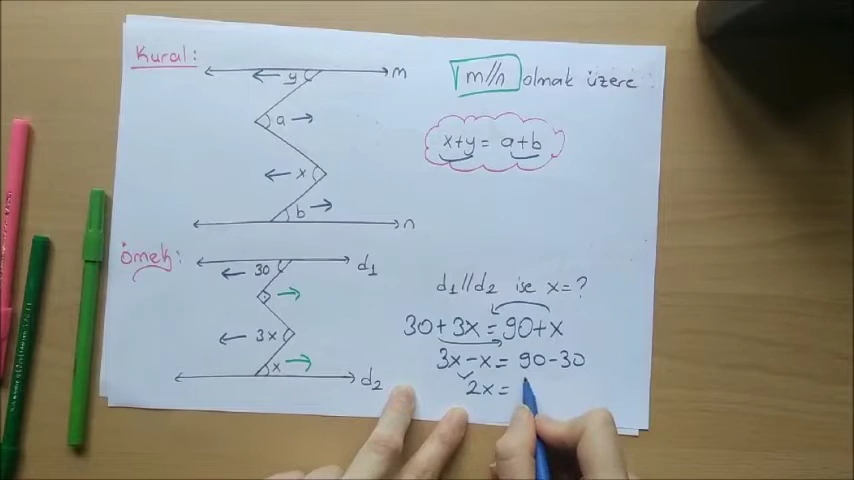 Kural:
m
y
a
x
b
n
m//n olmak üzere:
x+y = a+b
örnek:
30
d1
3x
x
d2
d1//d2 ise x=?
30+3x=90+x
3x-x=90-30
2x=